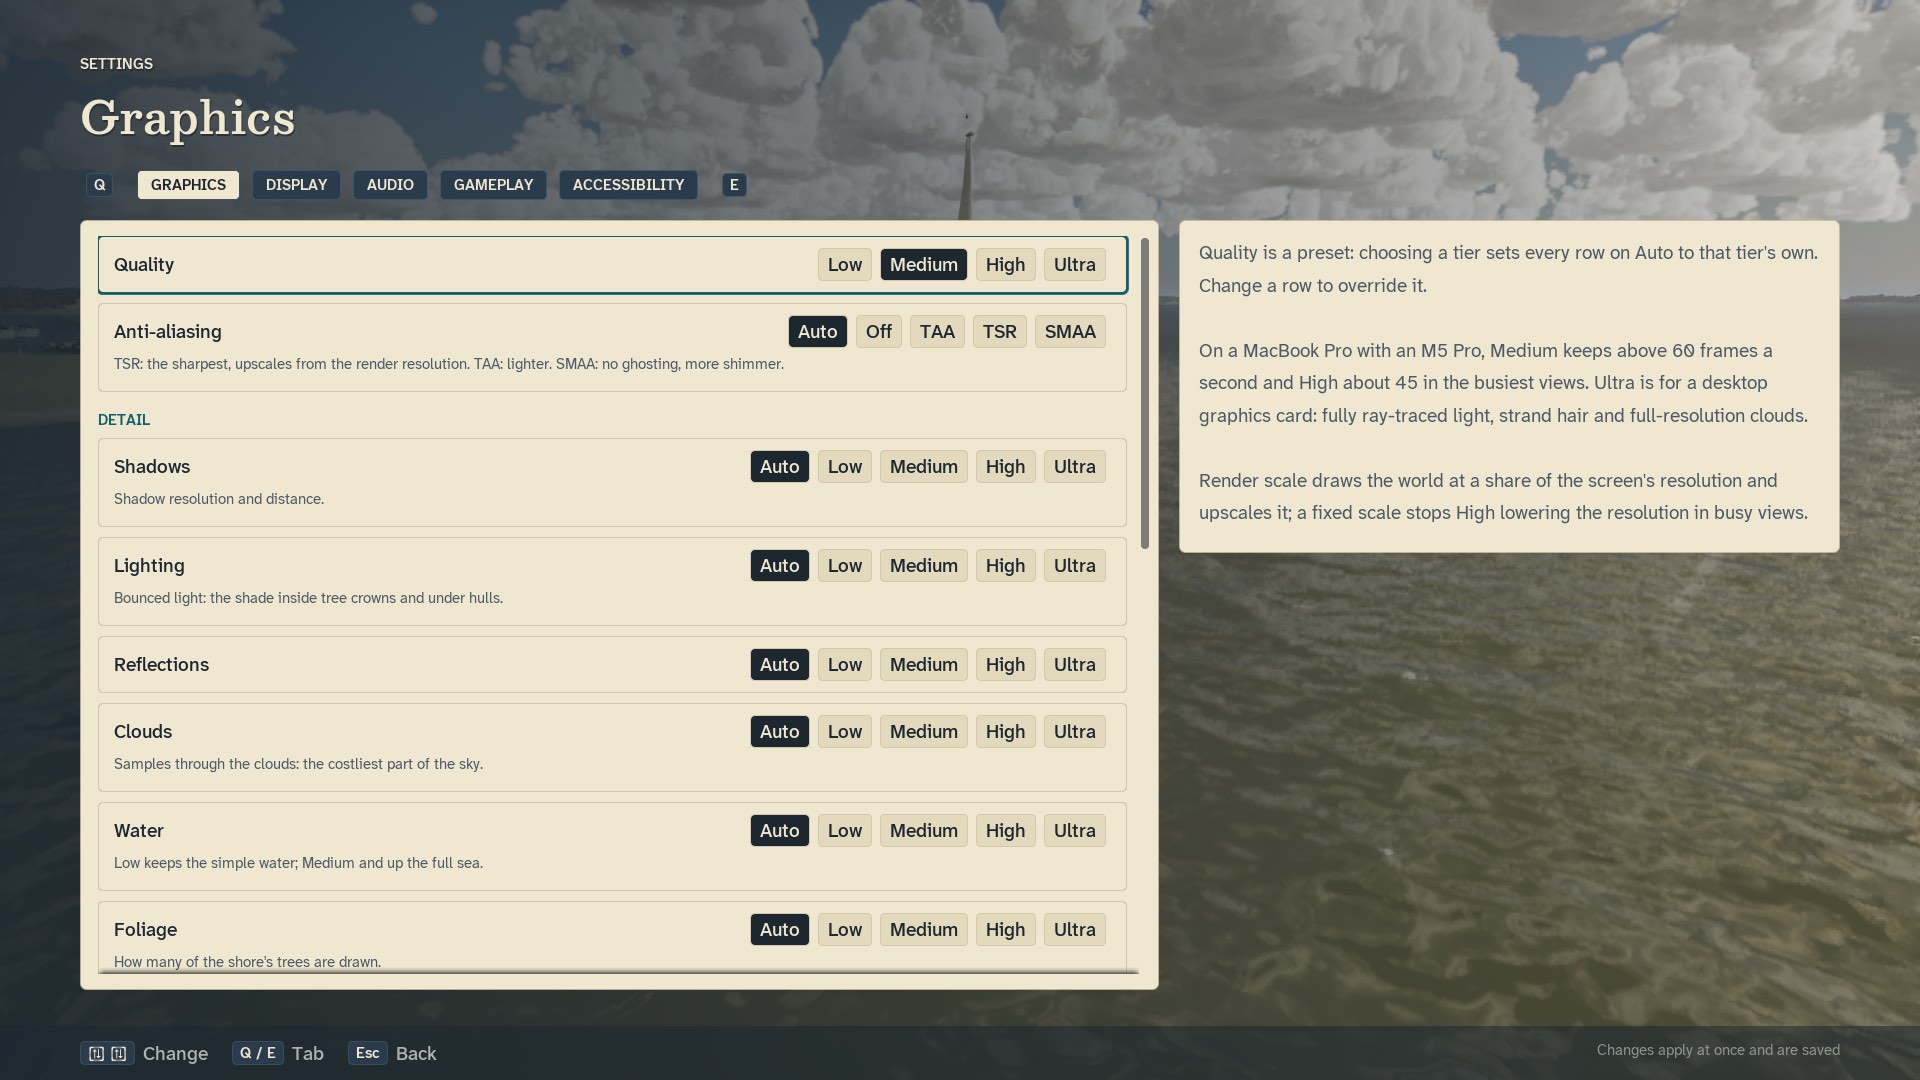 SETTINGS
Graphics
Q GRAPHICS DISPLAY AUDIO GAMEPLAY ACCESSIBILITY E
Quality Low Medium High Ultra
Anti-aliasing Auto Off TAA TSR SMAA
TSR: the sharpest, upscales from the render resolution. TAA: lighter. SMAA: no ghosting, more shimmer.
DETAIL
Shadows Auto Low Medium High Ultra
Shadow resolution and distance.
Lighting Auto Low Medium High Ultra
Bounced light: the shade inside tree crowns and under hulls.
Reflections Auto Low Medium High Ultra
Clouds Auto Low Medium High Ultra
Samples through the clouds: the costliest part of the sky.
Water Auto Low Medium High Ultra
Low keeps the simple water; Medium and up the full sea.
Foliage Auto Low Medium High Ultra
How many of the shore's trees are drawn.
Quality is a preset: choosing a tier sets every row on Auto to that tier's own.
Change a row to override it.
On a MacBook Pro with an M5 Pro, Medium keeps above 60 frames a
second and High about 45 in the busiest views. Ultra is for a desktop
graphics card: fully ray-traced light, strand hair and full-resolution clouds.
Render scale draws the world at a share of the screen's resolution and
upscales it; a fixed scale stops High lowering the resolution in busy views.
Change Q / E Tab Esc Back
Changes apply at once and are saved